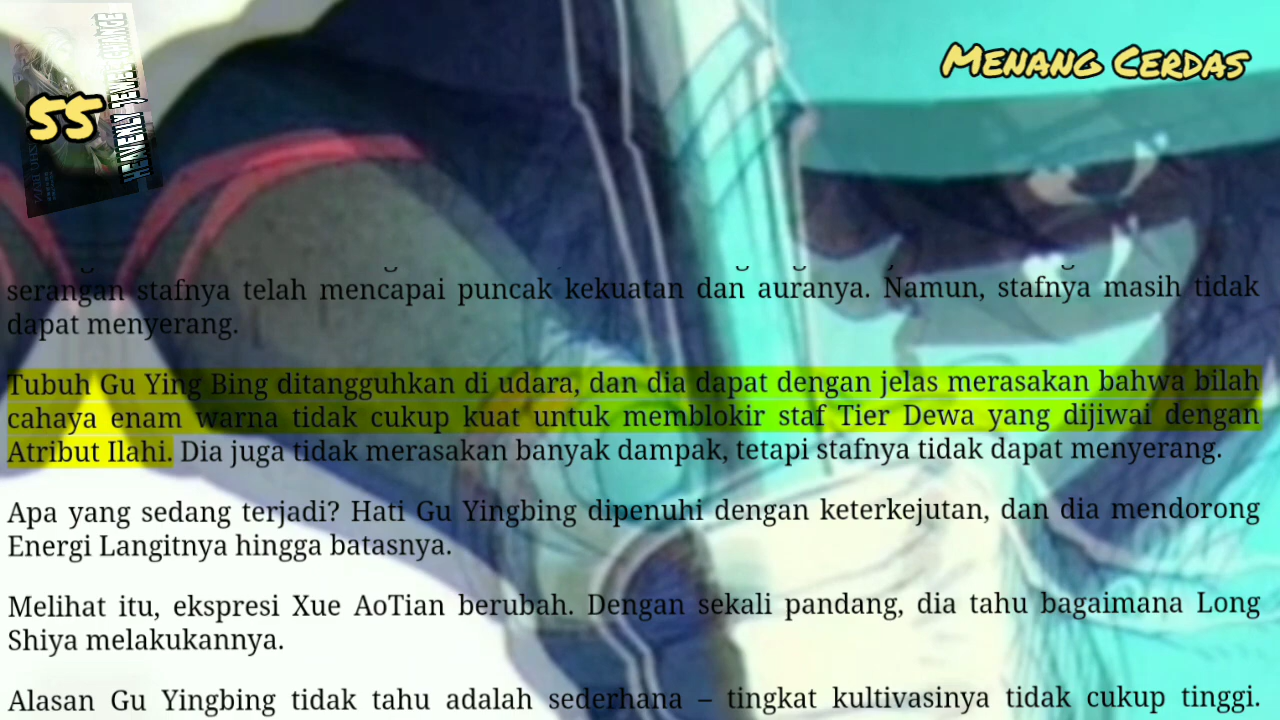 55
HEAVENLY JEWEL CHANGE
Menang Cerdas
serangan stafnya telah mencapai puncak kekuatan dan auranya. Namun, stafnya masih tidak
dapat menyerang.
Tubuh Gu Ying Bing ditangguhkan di udara, dan dia dapat dengan jelas merasakan bahwa bilah
cahaya enam warna tidak cukup kuat untuk memblokir staf Tier Dewa yang dijiwai dengan
Atribut Ilahi. Dia juga tidak merasakan banyak dampak, tetapi stafnya tidak dapat menyerang.
Apa yang sedang terjadi? Hati Gu Yingbing dipenuhi dengan keterkejutan, dan dia mendorong
Energi Langitnya hingga batasnya.
Melihat itu, ekspresi Xue AoTian berubah. Dengan sekali pandang, dia tahu bagaimana Long
Shiya melakukannya.
Alasan Gu Yingbing tidak tahu adalah sederhana – tingkat kultivasinya tidak cukup tinggi.